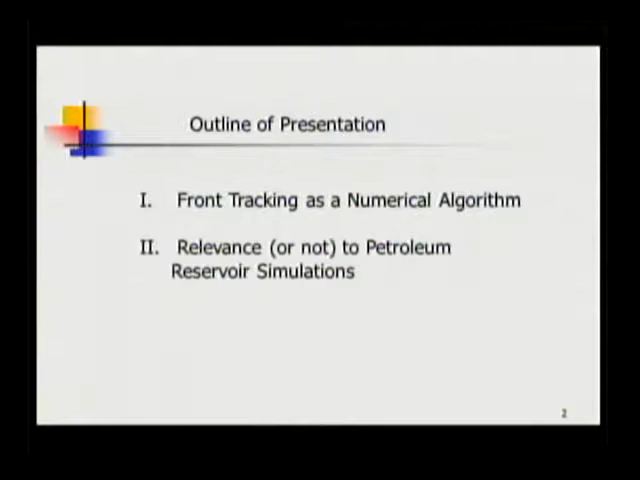 Outline of Presentation
I. Front Tracking as a Numerical Algorithm
II. Relevance (or not) to Petroleum
Reservoir Simulations
2